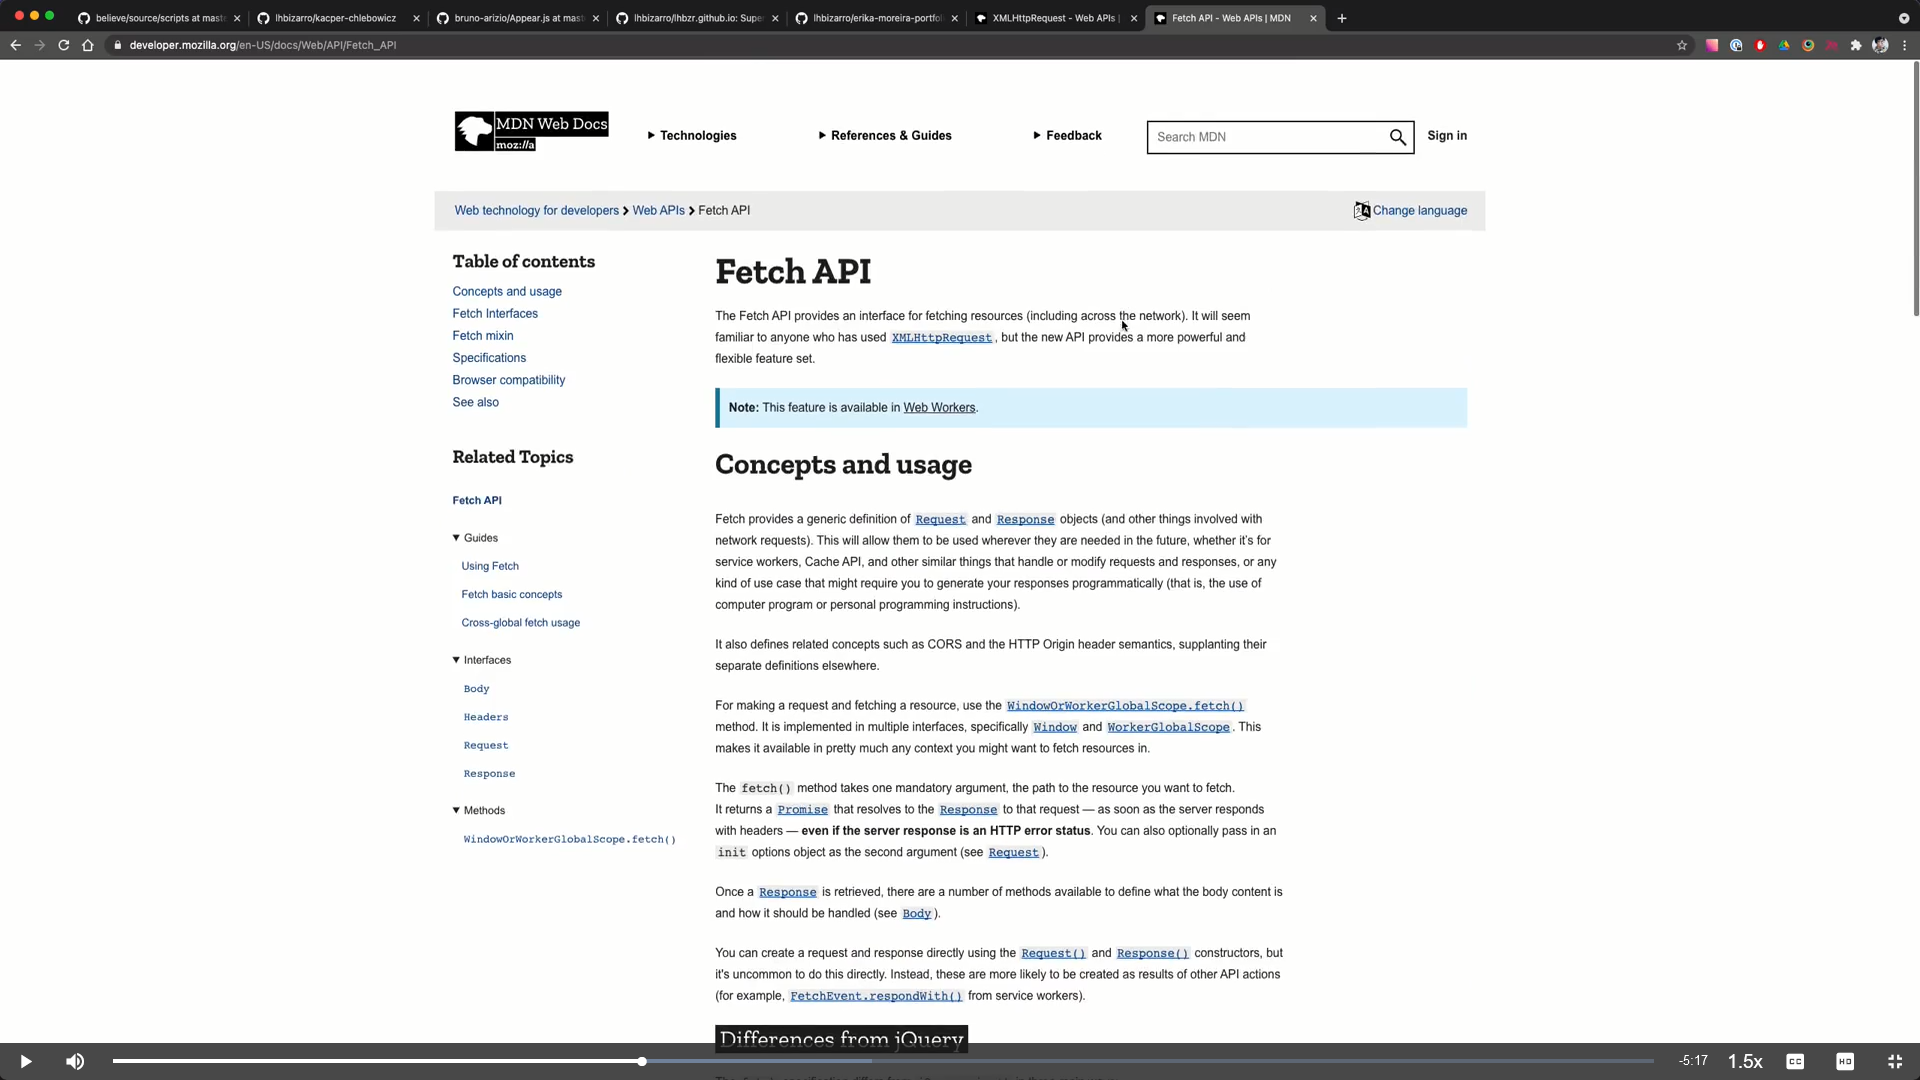 believe/source/scripts at mast
lhbizarro/kacper-chlebowicz
bruno-arizio/Appear.js at mast
lhbizarro/lhbzr.github.io: Super
lhbizarro/erika-moreira-portfol
XMLHttpRequest - Web APIs |
Fetch API - Web APIs | MDN
developer.mozilla.org/en-US/docs/Web/API/Fetch_API
MDN Web Docs
moz://a
Technologies
References & Guides
Feedback
Search MDN
Sign in
Web technology for developers > Web APIs > Fetch API
Change language
Table of contents
Concepts and usage
Fetch Interfaces
Fetch mixin
Specifications
Browser compatibility
See also
Related Topics
Fetch API
Guides
Using Fetch
Fetch basic concepts
Cross-global fetch usage
Interfaces
Body
Headers
Request
Response
Methods
WindowOrWorkerGlobalScope.fetch()
Fetch API
The Fetch API provides an interface for fetching resources (including across the network). It will seem
familiar to anyone who has used XMLHttpRequest, but the new API provides a more powerful and
flexible feature set.
Note: This feature is available in Web Workers.
Concepts and usage
Fetch provides a generic definition of Request and Response objects (and other things involved with
network requests). This will allow them to be used wherever they are needed in the future, whether it's for
service workers, Cache API, and other similar things that handle or modify requests and responses, or any
kind of use case that might require you to generate your responses programmatically (that is, the use of
computer program or personal programming instructions).
It also defines related concepts such as CORS and the HTTP Origin header semantics, supplanting their
separate definitions elsewhere.
For making a request and fetching a resource, use the WindowOrWorkerGlobalScope.fetch()
method. It is implemented in multiple interfaces, specifically Window and WorkerGlobalScope. This
makes it available in pretty much any context you might want to fetch resources in.
The fetch() method takes one mandatory argument, the path to the resource you want to fetch.
It returns a Promise that resolves to the Response to that request — as soon as the server responds
with headers — even if the server response is an HTTP error status. You can also optionally pass in an
init options object as the second argument (see Request).
Once a Response is retrieved, there are a number of methods available to define what the body content is
and how it should be handled (see Body).
You can create a request and response directly using the Request() and Response() constructors, but
it's uncommon to do this directly. Instead, these are more likely to be created as results of other API actions
(for example, FetchEvent.respondWith() from service workers).
Differences from jQuery
-5:17
1.5x
CC
HD